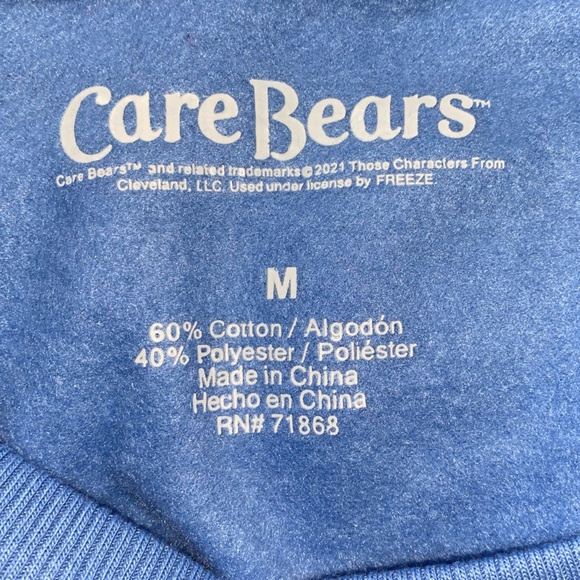 Care Bears™
Care Bears™ and related trademarks©2021 Those Characters From
Cleveland, LLC. Used under license by FREEZE.
M
60% Cotton / Algodón
40% Polyester / Poliéster
Made in China
Hecho en China
RN# 71868